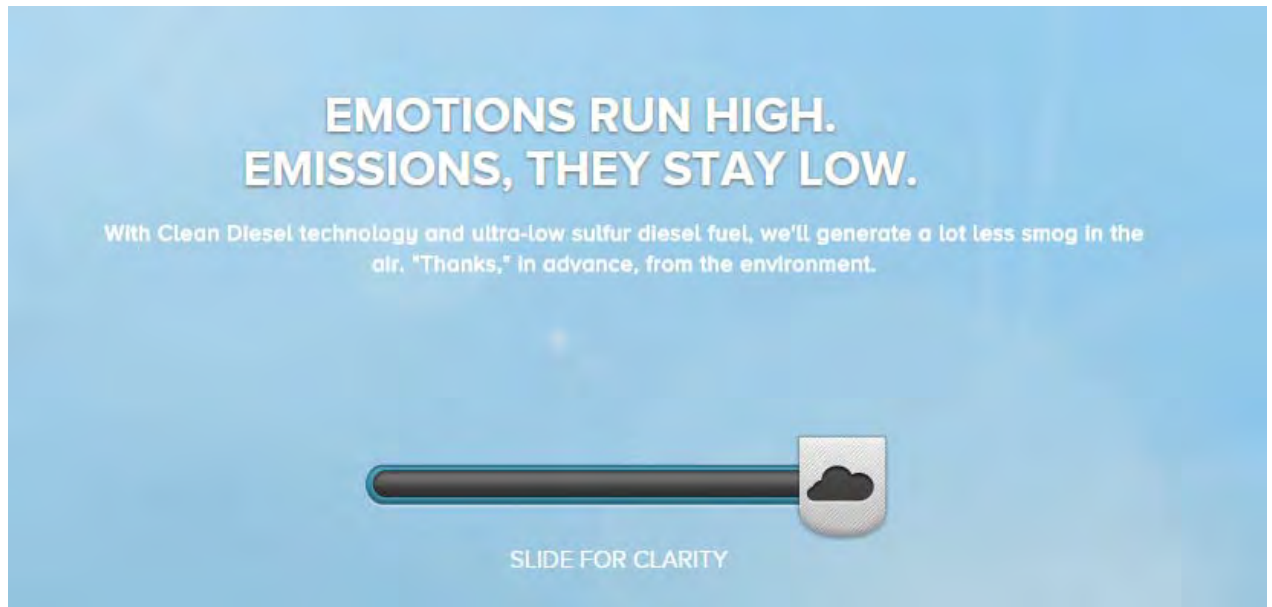 EMOTIONS RUN HIGH.
EMISSIONS, THEY STAY LOW.
With Clean Diesel technology and ultra-low sulfur diesel fuel, we'll generate a lot less smog in the
air. "Thanks," in advance, from the environment.
SLIDE FOR CLARITY